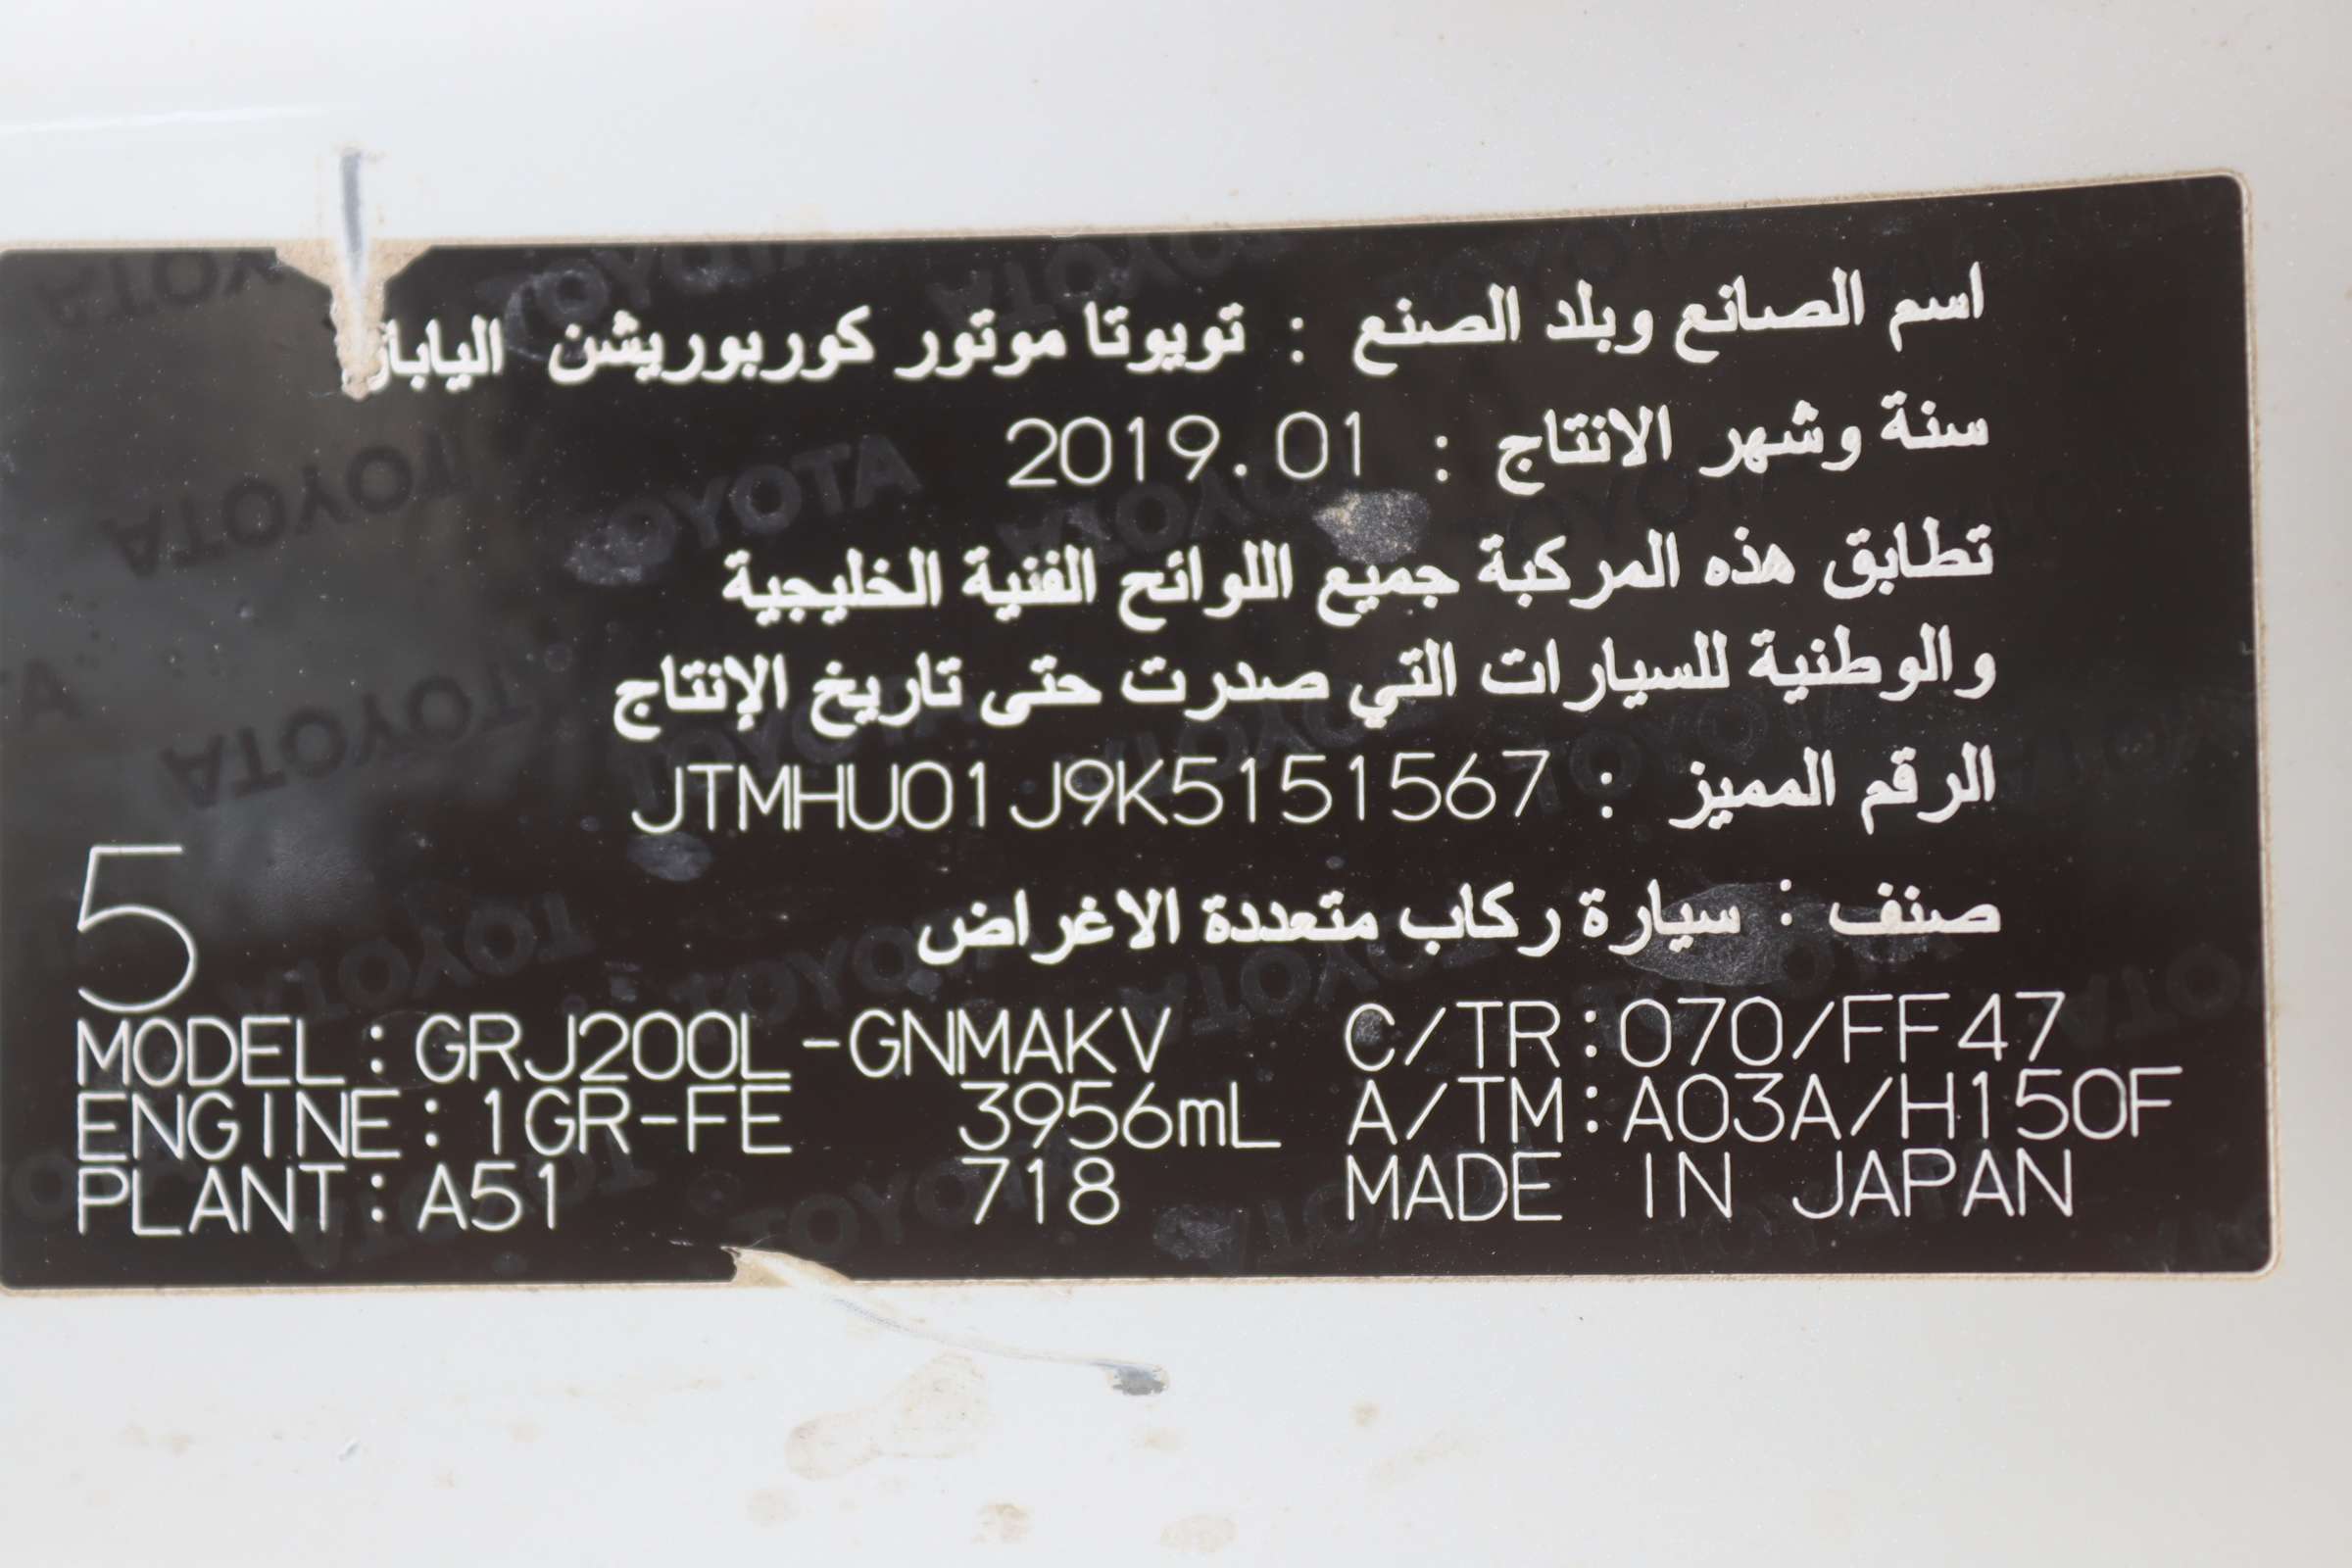 اسم الصانع وبلد الصنع : تويوتا موتور كوربوريشن
سنة وشهر الانتاج : 2019.01
تطابق هذه المركبة جميع اللوائح الفنية الخليجية
والوطنية للسيارات التي صدرت حتى تاريخ الإنتاج
الرقم المميز : JTMHU01J9K5151567
صنف : سيارة ركاب متعددة الاغراض
5
MODEL:GRJ200L-GNMAKV C/TR:070/FF47
ENGINE:1GR-FE 3956mL A/TM:A03A/H150F
PLANT:A51 718 MADE IN JAPAN